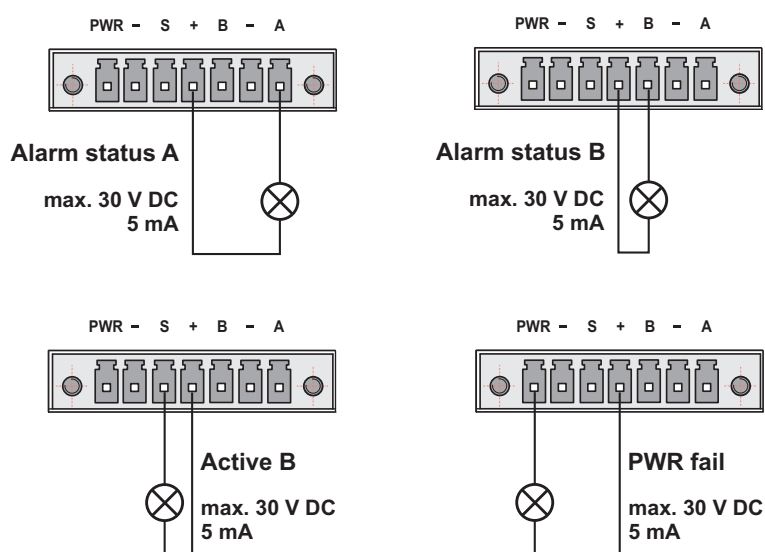 PWR – S + B – A
Alarm status A
max. 30 V DC
5 mA
PWR – S + B – A
Alarm status B
max. 30 V DC
5 mA
PWR – S + B – A
Active B
max. 30 V DC
5 mA
PWR – S + B – A
PWR fail
max. 30 V DC
5 mA